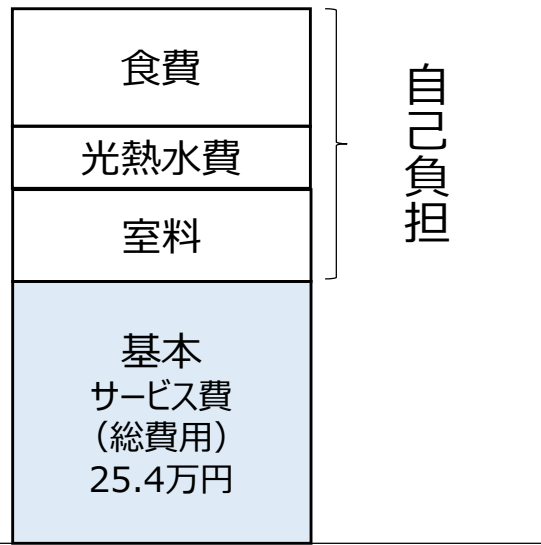 食費
光熱水費
室料
自己負担
基本
サービス費
（総費用）
25.4万円